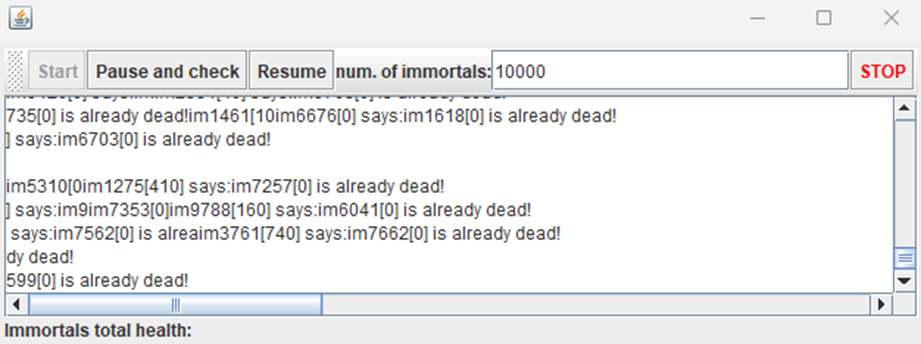 Start Pause and check Resume num. of immortals: 10000 STOP
735[0] is already dead!im1461[10im6676[0] says:im1618[0] is already dead!
] says:im6703[0] is already dead!
im5310[0im1275[410] says:im7257[0] is already dead!
] says:im9im7353[0]im9788[160] says:im6041[0] is already dead!
says:im7562[0] is alreaim3761[740] says:im7662[0] is already dead!
dy dead!
599[0] is already dead!
Immortals total health: